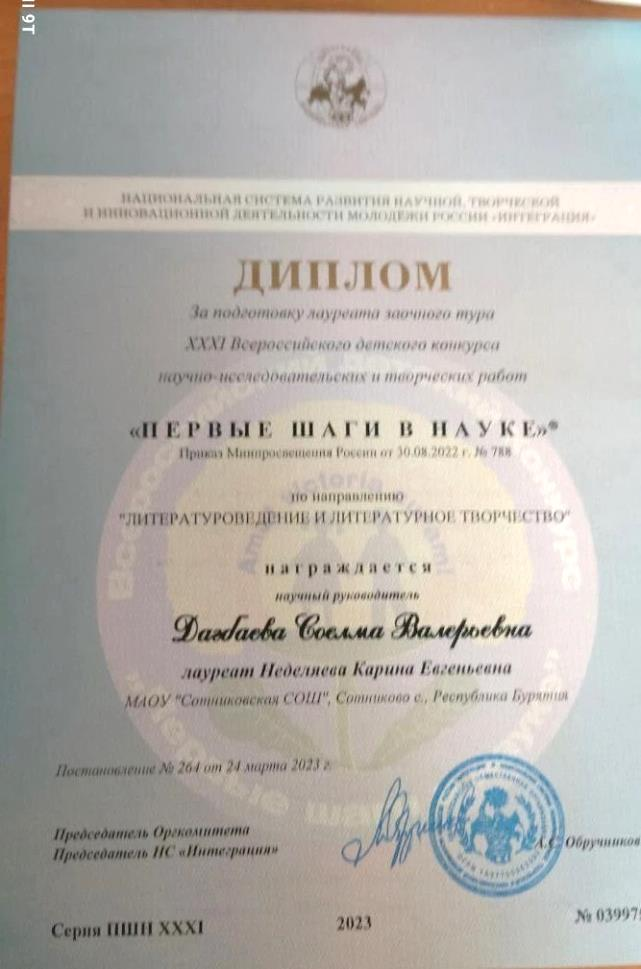 НАЦИОНАЛЬНАЯ СИСТЕМА РАЗВИТИЯ НАУЧНОЙ, ТВОРЧЕСКОЙ
И ИННОВАЦИОННОЙ ДЕЯТЕЛЬНОСТИ МОЛОДЕЖИ РОССИИ «ИНТЕГРАЦИЯ»
ДИПЛОМ
За подготовку лауреата заочного тура
XXXI Всероссийского детского конкурса
научно-исследовательских и творческих работ
«ПЕРВЫЕ ШАГИ В НАУКЕ»®
Приказ Минпросвещения России от 30.08.2022 г. № 788
по направлению
"ЛИТЕРАТУРОВЕДЕНИЕ И ЛИТЕРАТУРНОЕ ТВОРЧЕСТВО"
награждается
научный руководитель
Дагбаева Соелма Валерьевна
лауреат Неделяева Карина Евгеньевна
МАОУ "Сотниковская СОШ", Сотниково с., Республика Бурятия
Постановление № 264 от 24 марта 2023 г.
Председатель Оргкомитета
Председатель НС «Интеграция»
А.С. Обручников
Серия ПШН XXXI
2023
№ 03997